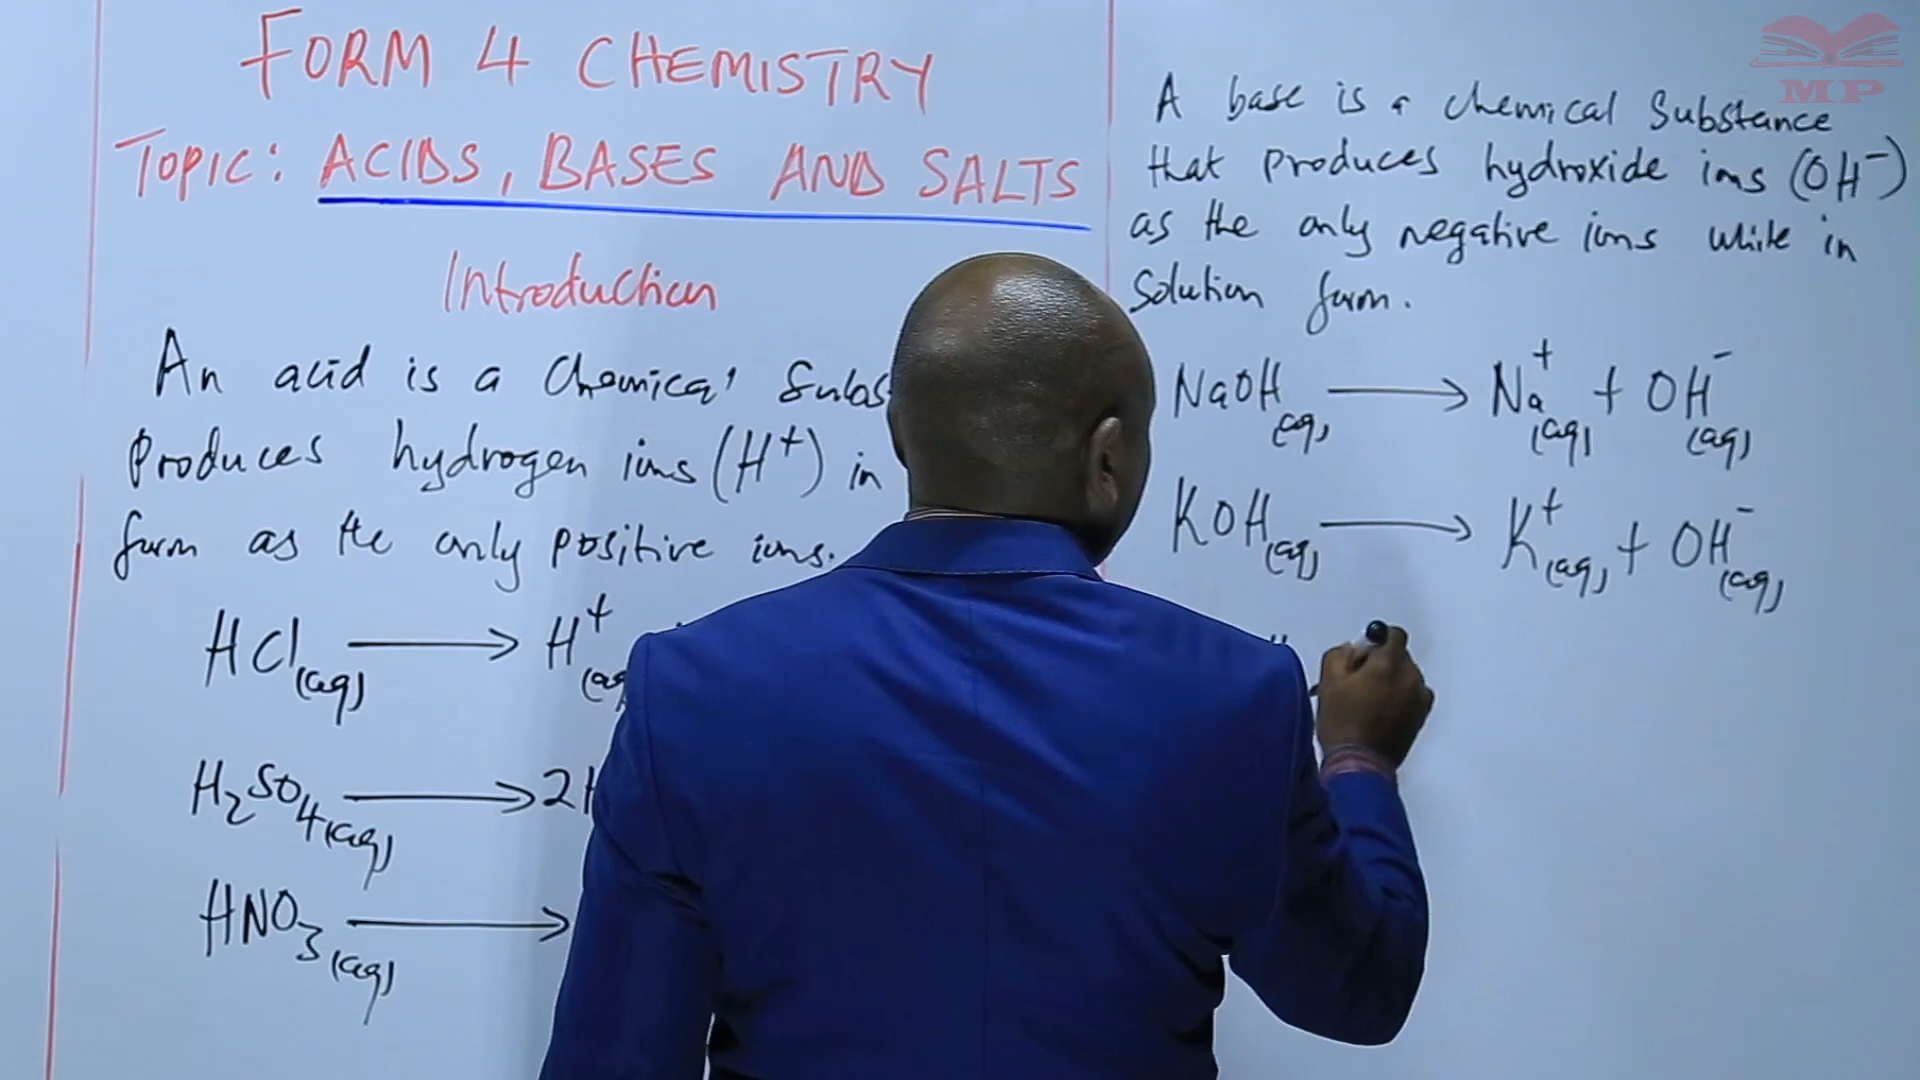 FORM 4 CHEMISTRY
TOPIC: ACIDS, BASES AND SALTS
Introduction
An acid is a Chemical Subs
Produces hydrogen ions (H⁺) in
form as the only positive ions.
HCl(aq) ⟶ H⁺(aq
H₂SO₄(aq) ⟶ 2H
HNO₃(aq) ⟶
A base is a chemical Substance
that produces hydroxide ions (OH⁻)
as the only negative ions while in
Solution form.
NaOH(aq) ⟶ Na⁺(aq) + OH⁻(aq)
KOH(aq) ⟶ K⁺(aq) + OH⁻(aq)
MP